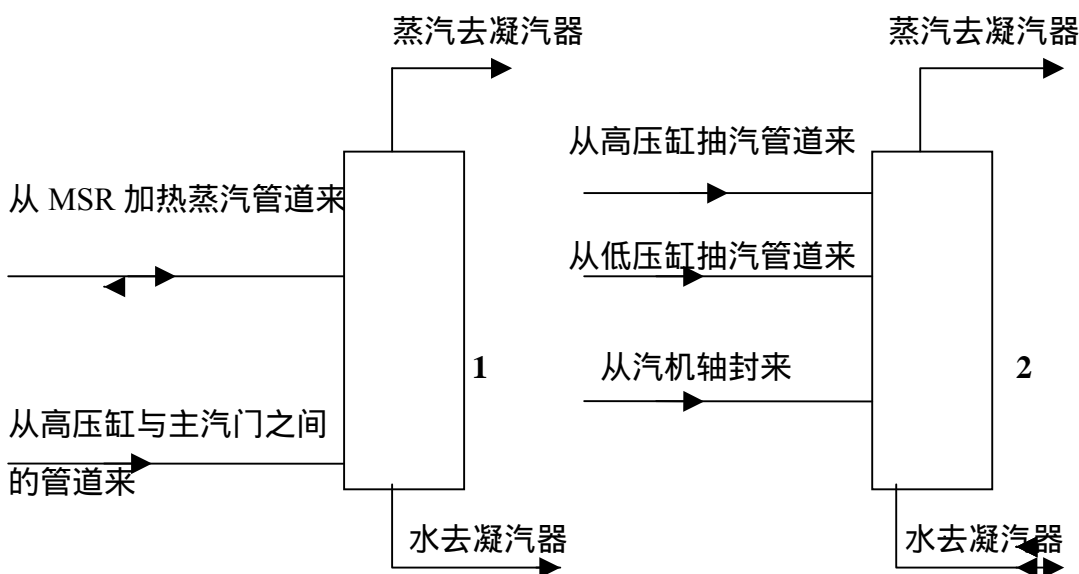 蒸汽去凝汽器
从 MSR 加热蒸汽管道来
1
从高压缸与主汽门之间
的管道来
水去凝汽器
蒸汽去凝汽器
从高压缸抽汽管道来
从低压缸抽汽管道来
从汽机轴封来
2
水去凝汽器